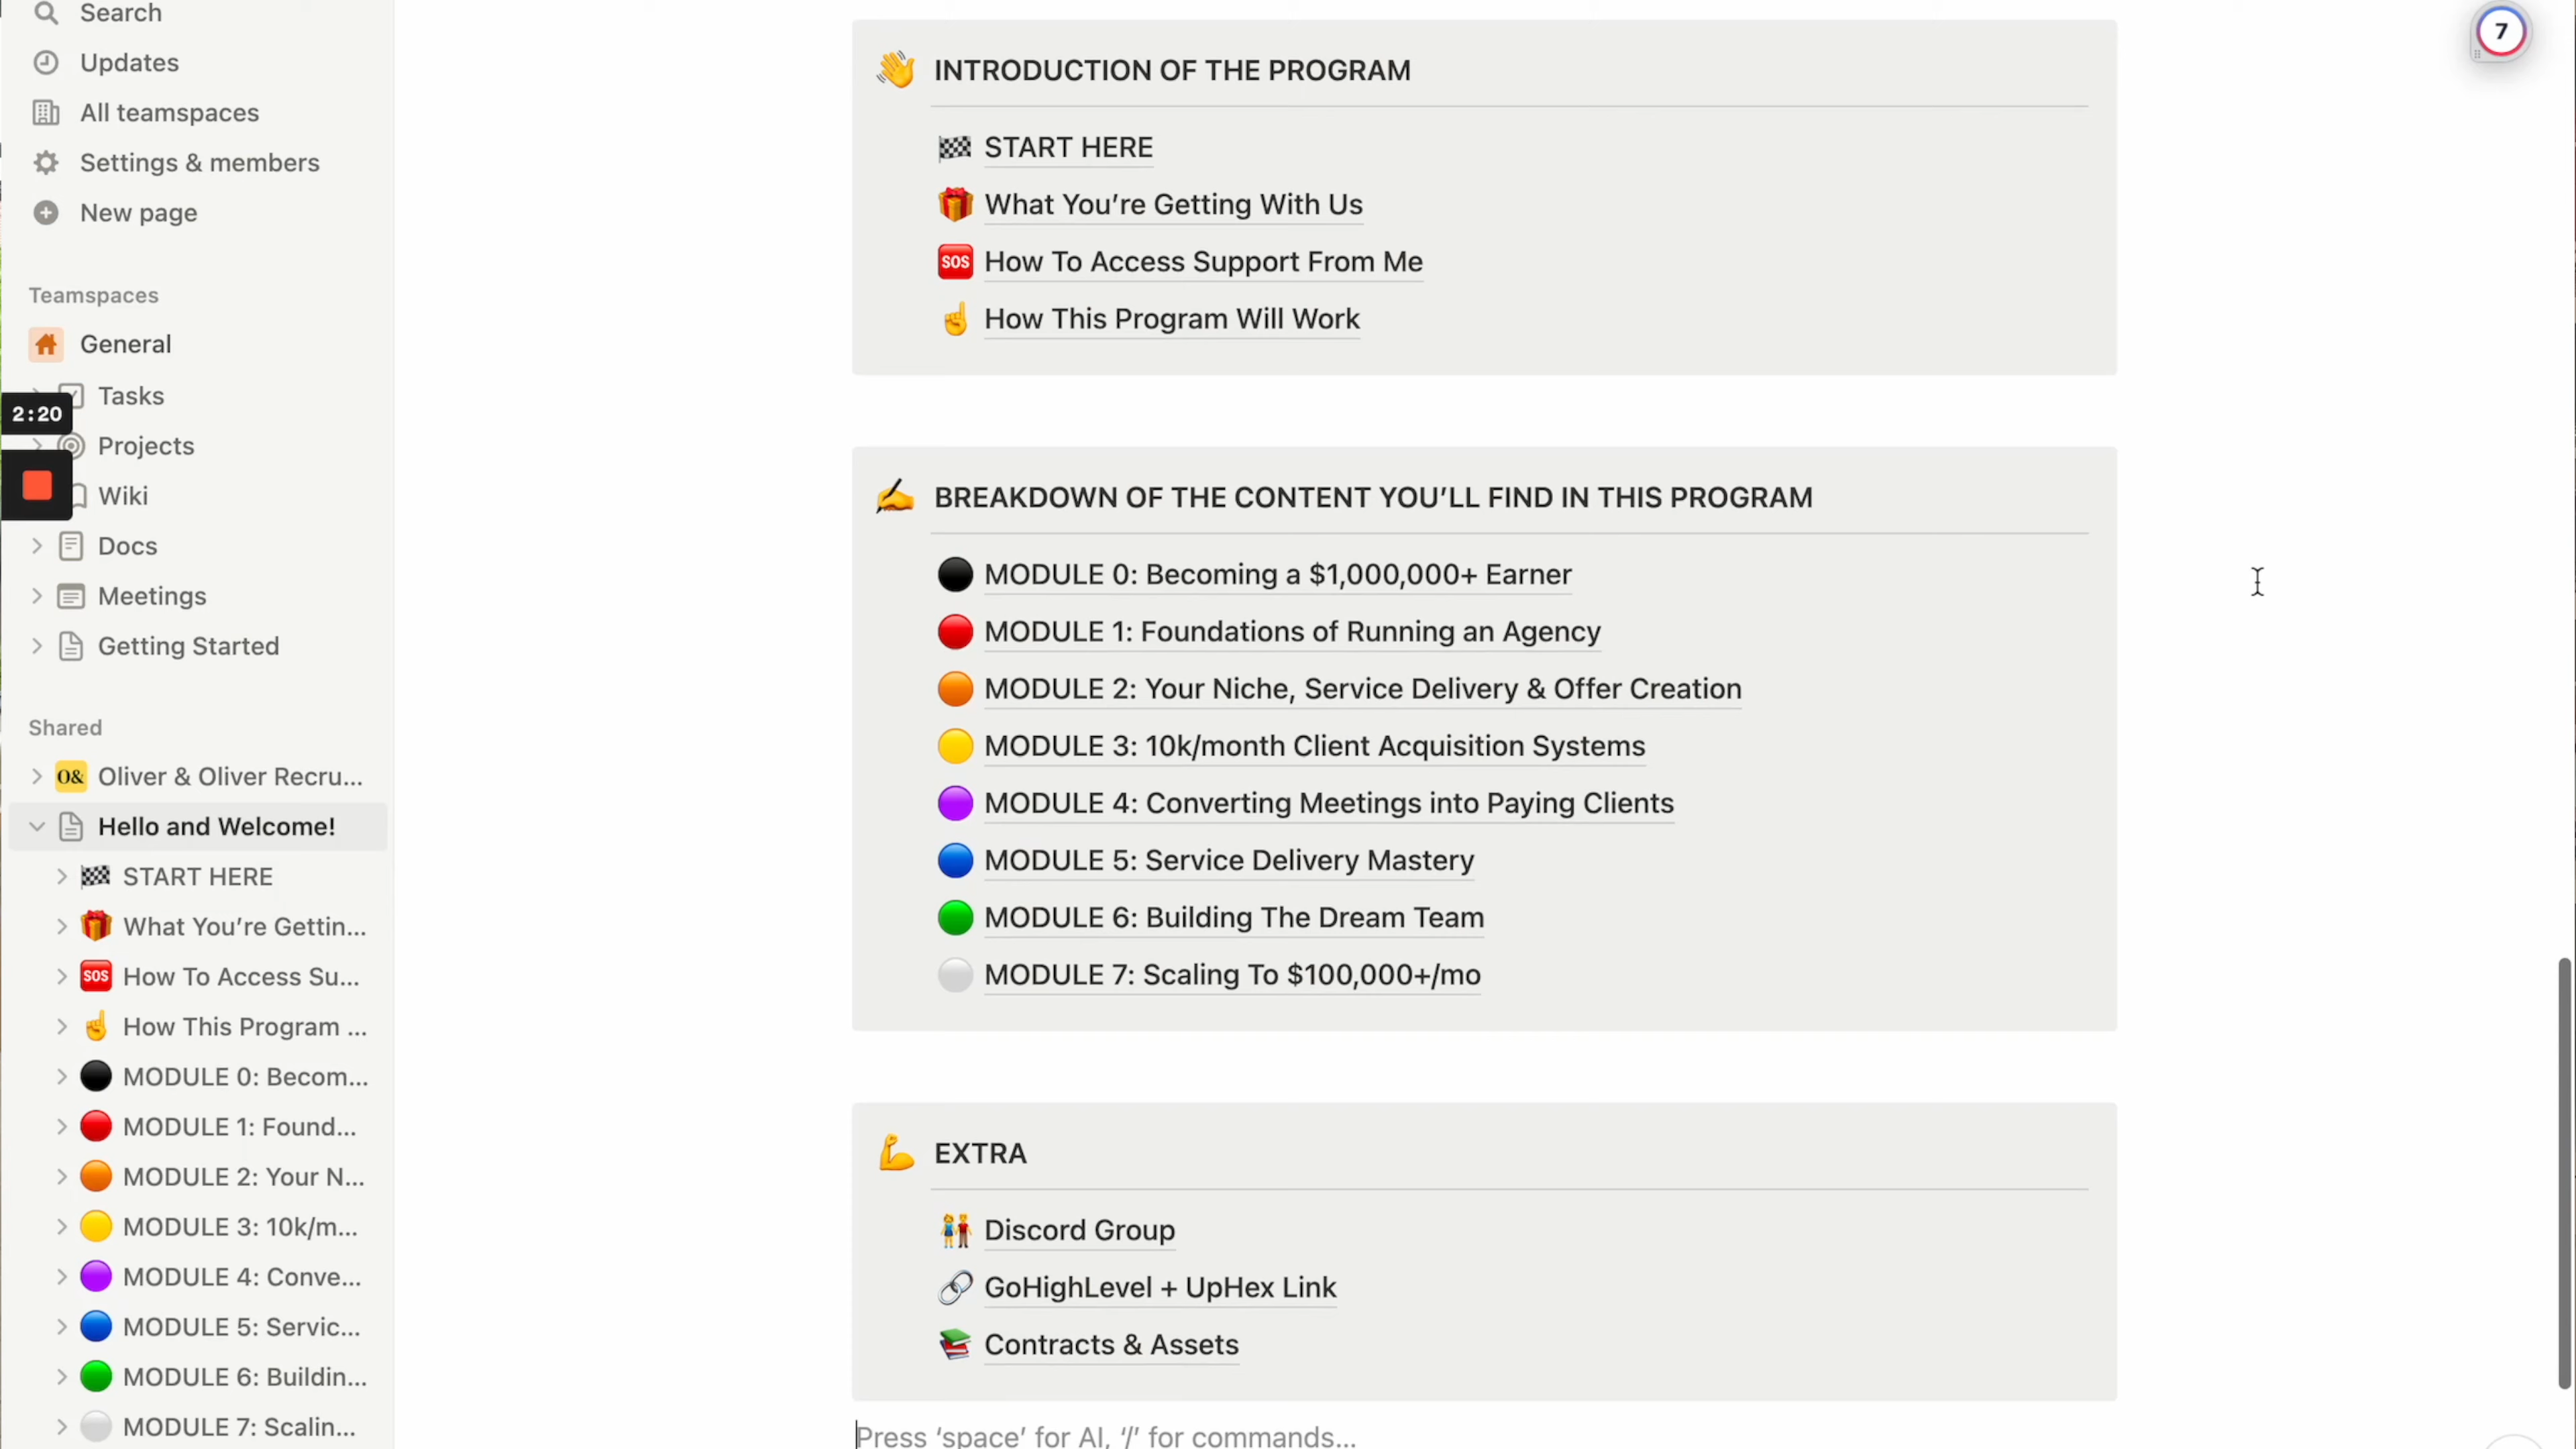 Search
Updates
All teamspaces
Settings & members
New page
Teamspaces
General
Tasks
2:20
Projects
Wiki
Docs
Meetings
Getting Started
Shared
O& Oliver & Oliver Recru...
Hello and Welcome!
START HERE
What You’re Gettin...
SOS How To Access Su...
How This Program ...
MODULE 0: Becom...
MODULE 1: Found...
MODULE 2: Your N...
MODULE 3: 10k/m...
MODULE 4: Conve...
MODULE 5: Servic...
MODULE 6: Buildin...
MODULE 7: Scalin...
7
INTRODUCTION OF THE PROGRAM
START HERE
What You’re Getting With Us
SOS How To Access Support From Me
How This Program Will Work
BREAKDOWN OF THE CONTENT YOU’LL FIND IN THIS PROGRAM
MODULE 0: Becoming a $1,000,000+ Earner
MODULE 1: Foundations of Running an Agency
MODULE 2: Your Niche, Service Delivery & Offer Creation
MODULE 3: 10k/month Client Acquisition Systems
MODULE 4: Converting Meetings into Paying Clients
MODULE 5: Service Delivery Mastery
MODULE 6: Building The Dream Team
MODULE 7: Scaling To $100,000+/mo
EXTRA
Discord Group
GoHighLevel + UpHex Link
Contracts & Assets
Press ‘space’ for AI, ‘/’ for commands...